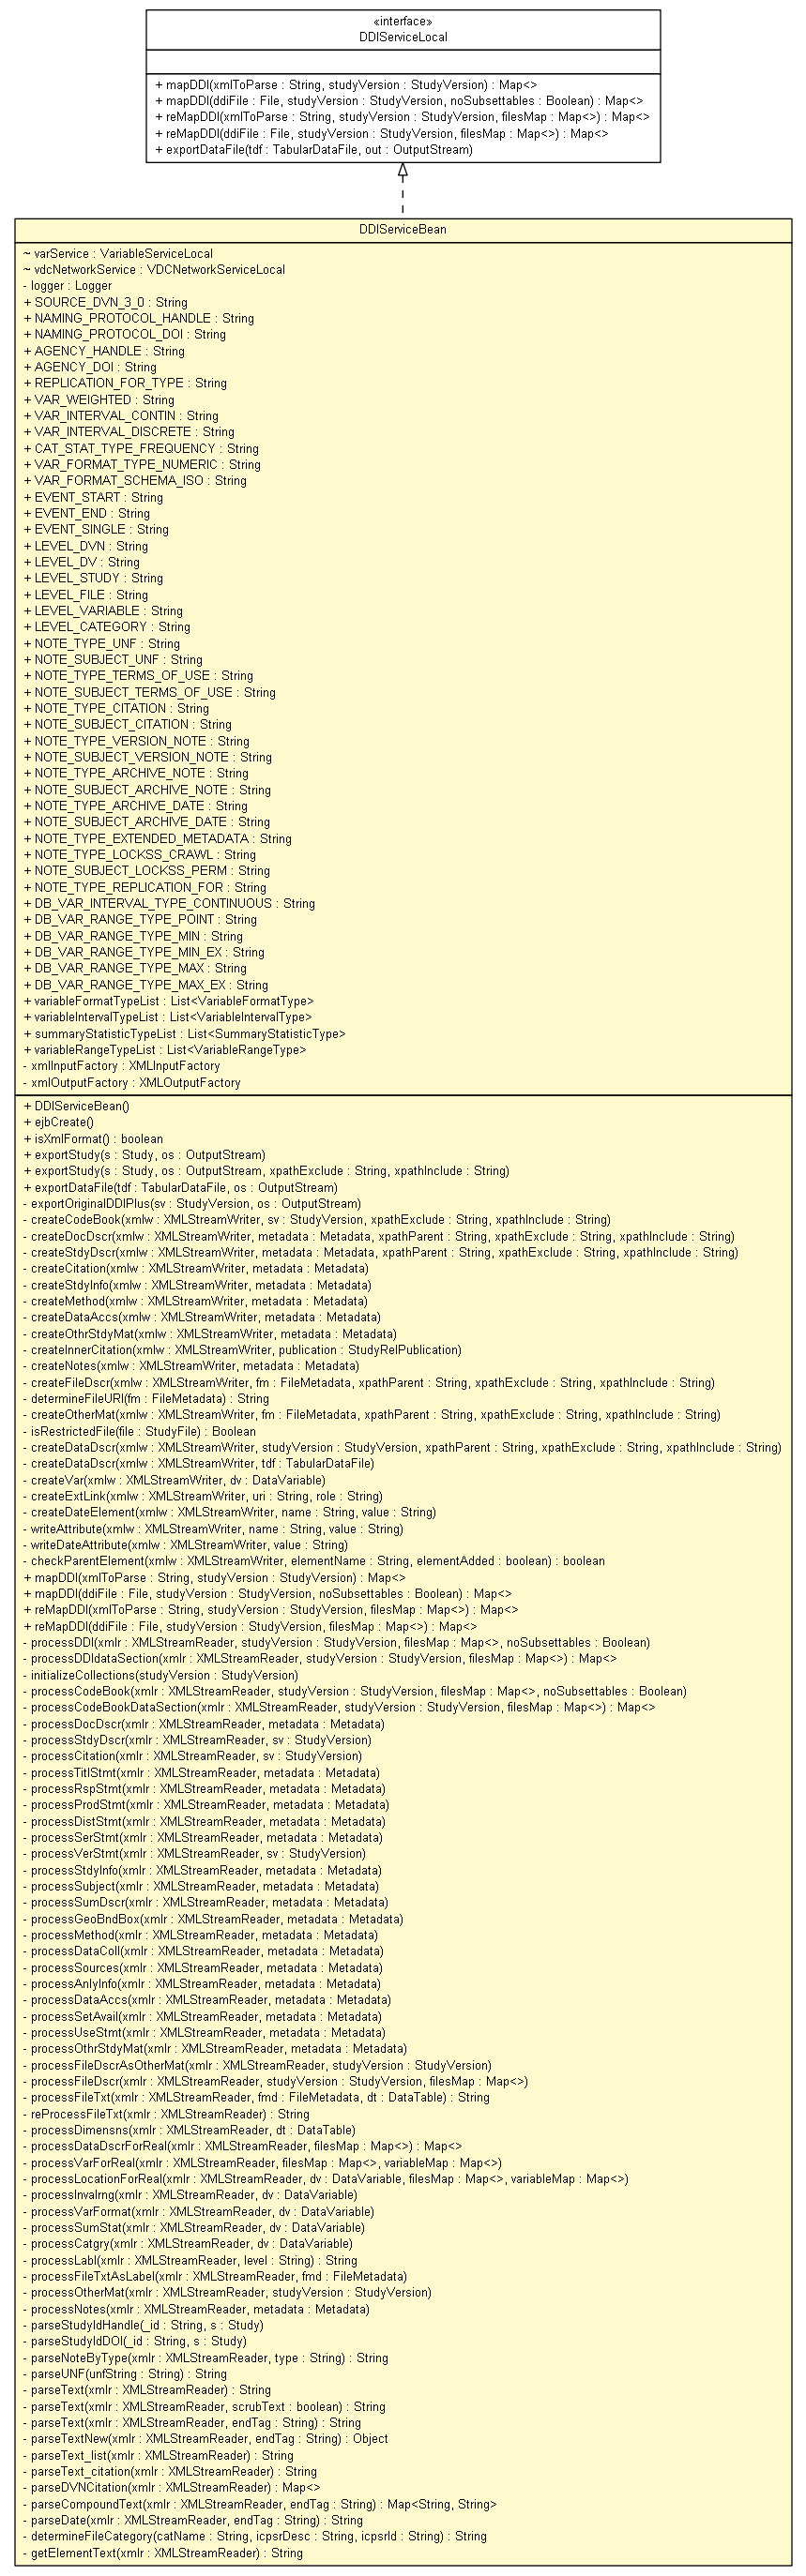 «interface»
DDIServiceLocal
+ mapDDI(xmlToParse : String, studyVersion : StudyVersion) : Map<>
+ mapDDI(ddiFile : File, studyVersion : StudyVersion, noSubsettables : Boolean) : Map<>
+ reMapDDI(xmlToParse : String, studyVersion : StudyVersion, filesMap : Map<>) : Map<>
+ reMapDDI(ddiFile : File, studyVersion : StudyVersion, filesMap : Map<>) : Map<>
+ exportDataFile(tdf : TabularDataFile, out : OutputStream)
DDIServiceBean
~ varService : VariableServiceLocal
~ vdcNetworkService : VDCNetworkServiceLocal
- logger : Logger
+ SOURCE_DVN_3_0 : String
+ NAMING_PROTOCOL_HANDLE : String
+ NAMING_PROTOCOL_DOI : String
+ AGENCY_HANDLE : String
+ AGENCY_DOI : String
+ REPLICATION_FOR_TYPE : String
+ VAR_WEIGHTED : String
+ VAR_INTERVAL_CONTIN : String
+ VAR_INTERVAL_DISCRETE : String
+ CAT_STAT_TYPE_FREQUENCY : String
+ VAR_FORMAT_TYPE_NUMERIC : String
+ VAR_FORMAT_SCHEMA_ISO : String
+ EVENT_START : String
+ EVENT_END : String
+ EVENT_SINGLE : String
+ LEVEL_DVN : String
+ LEVEL_DV : String
+ LEVEL_STUDY : String
+ LEVEL_FILE : String
+ LEVEL_VARIABLE : String
+ LEVEL_CATEGORY : String
+ NOTE_TYPE_UNF : String
+ NOTE_SUBJECT_UNF : String
+ NOTE_TYPE_TERMS_OF_USE : String
+ NOTE_SUBJECT_TERMS_OF_USE : String
+ NOTE_TYPE_CITATION : String
+ NOTE_SUBJECT_CITATION : String
+ NOTE_TYPE_VERSION_NOTE : String
+ NOTE_SUBJECT_VERSION_NOTE : String
+ NOTE_TYPE_ARCHIVE_NOTE : String
+ NOTE_SUBJECT_ARCHIVE_NOTE : String
+ NOTE_TYPE_ARCHIVE_DATE : String
+ NOTE_SUBJECT_ARCHIVE_DATE : String
+ NOTE_TYPE_EXTENDED_METADATA : String
+ NOTE_TYPE_LOCKSS_CRAWL : String
+ NOTE_SUBJECT_LOCKSS_PERM : String
+ NOTE_TYPE_REPLICATION_FOR : String
+ DB_VAR_INTERVAL_TYPE_CONTINUOUS : String
+ DB_VAR_RANGE_TYPE_POINT : String
+ DB_VAR_RANGE_TYPE_MIN : String
+ DB_VAR_RANGE_TYPE_MIN_EX : String
+ DB_VAR_RANGE_TYPE_MAX : String
+ DB_VAR_RANGE_TYPE_MAX_EX : String
+ variableFormatTypeList : List<VariableFormatType>
+ variableIntervalTypeList : List<VariableIntervalType>
+ summaryStatisticTypeList : List<SummaryStatisticType>
+ variableRangeTypeList : List<VariableRangeType>
- xmlInputFactory : XMLInputFactory
- xmlOutputFactory : XMLOutputFactory
+ DDIServiceBean()
+ ejbCreate()
+ isXmlFormat() : boolean
+ exportStudy(s : Study, os : OutputStream)
+ exportStudy(s : Study, os : OutputStream, xpathExclude : String, xpathInclude : String)
+ exportDataFile(tdf : TabularDataFile, os : OutputStream)
- exportOriginalDDIPlus(sv : StudyVersion, os : OutputStream)
- createCodeBook(xmlw : XMLStreamWriter, sv : StudyVersion, xpathExclude : String, xpathInclude : String)
- createDocDscr(xmlw : XMLStreamWriter, metadata : Metadata, xpathParent : String, xpathExclude : String, xpathInclude : String)
- createStdyDscr(xmlw : XMLStreamWriter, metadata : Metadata, xpathParent : String, xpathExclude : String, xpathInclude : String)
- createCitation(xmlw : XMLStreamWriter, metadata : Metadata)
- createStdyInfo(xmlw : XMLStreamWriter, metadata : Metadata)
- createMethod(xmlw : XMLStreamWriter, metadata : Metadata)
- createDataAccs(xmlw : XMLStreamWriter, metadata : Metadata)
- createOthrStdyMat(xmlw : XMLStreamWriter, metadata : Metadata)
- createInnerCitation(xmlw : XMLStreamWriter, publication : StudyRelPublication)
- createNotes(xmlw : XMLStreamWriter, metadata : Metadata)
- createFileDscr(xmlw : XMLStreamWriter, fm : FileMetadata, xpathParent : String, xpathExclude : String, xpathInclude : String)
- determineFileURI(fm : FileMetadata) : String
- createOtherMat(xmlw : XMLStreamWriter, fm : FileMetadata, xpathParent : String, xpathExclude : String, xpathInclude : String)
- isRestrictedFile(file : StudyFile) : Boolean
- createDataDscr(xmlw : XMLStreamWriter, studyVersion : StudyVersion, xpathParent : String, xpathExclude : String, xpathInclude : String)
- createDataDscr(xmlw : XMLStreamWriter, tdf : TabularDataFile)
- createVar(xmlw : XMLStreamWriter, dv : DataVariable)
- createExtLink(xmlw : XMLStreamWriter, uri : String, role : String)
- createDateElement(xmlw : XMLStreamWriter, name : String, value : String)
- writeAttribute(xmlw : XMLStreamWriter, name : String, value : String)
- writeDateAttribute(xmlw : XMLStreamWriter, value : String)
- checkParentElement(xmlw : XMLStreamWriter, elementName : String, elementAdded : boolean) : boolean
+ mapDDI(xmlToParse : String, studyVersion : StudyVersion) : Map<>
+ mapDDI(ddiFile : File, studyVersion : StudyVersion, noSubsettables : Boolean) : Map<>
+ reMapDDI(xmlToParse : String, studyVersion : StudyVersion, filesMap : Map<>) : Map<>
+ reMapDDI(ddiFile : File, studyVersion : StudyVersion, filesMap : Map<>) : Map<>
- processDDI(xmlr : XMLStreamReader, studyVersion : StudyVersion, filesMap : Map<>, noSubsettables : Boolean)
- processDDIdataSection(xmlr : XMLStreamReader, studyVersion : StudyVersion, filesMap : Map<>) : Map<>
- initializeCollections(studyVersion : StudyVersion)
- processCodeBook(xmlr : XMLStreamReader, studyVersion : StudyVersion, filesMap : Map<>, noSubsettables : Boolean)
- processCodeBookDataSection(xmlr : XMLStreamReader, studyVersion : StudyVersion, filesMap : Map<>) : Map<>
- processDocDscr(xmlr : XMLStreamReader, metadata : Metadata)
- processStdyDscr(xmlr : XMLStreamReader, sv : StudyVersion)
- processCitation(xmlr : XMLStreamReader, sv : StudyVersion)
- processTitlStmt(xmlr : XMLStreamReader, metadata : Metadata)
- processRspStmt(xmlr : XMLStreamReader, metadata : Metadata)
- processProdStmt(xmlr : XMLStreamReader, metadata : Metadata)
- processDistStmt(xmlr : XMLStreamReader, metadata : Metadata)
- processSerStmt(xmlr : XMLStreamReader, metadata : Metadata)
- processVerStmt(xmlr : XMLStreamReader, sv : StudyVersion)
- processStdyInfo(xmlr : XMLStreamReader, metadata : Metadata)
- processSubject(xmlr : XMLStreamReader, metadata : Metadata)
- processSumDscr(xmlr : XMLStreamReader, metadata : Metadata)
- processGeoBndBox(xmlr : XMLStreamReader, metadata : Metadata)
- processMethod(xmlr : XMLStreamReader, metadata : Metadata)
- processDataColl(xmlr : XMLStreamReader, metadata : Metadata)
- processSources(xmlr : XMLStreamReader, metadata : Metadata)
- processAnlyInfo(xmlr : XMLStreamReader, metadata : Metadata)
- processDataAccs(xmlr : XMLStreamReader, metadata : Metadata)
- processSetAvail(xmlr : XMLStreamReader, metadata : Metadata)
- processUseStmt(xmlr : XMLStreamReader, metadata : Metadata)
- processOthrStdyMat(xmlr : XMLStreamReader, metadata : Metadata)
- processFileDscrAsOtherMat(xmlr : XMLStreamReader, studyVersion : StudyVersion)
- processFileDscr(xmlr : XMLStreamReader, studyVersion : StudyVersion, filesMap : Map<>)
- processFileTxt(xmlr : XMLStreamReader, fmd : FileMetadata, dt : DataTable) : String
- reProcessFileTxt(xmlr : XMLStreamReader) : String
- processDimensns(xmlr : XMLStreamReader, dt : DataTable)
- processDataDscrForReal(xmlr : XMLStreamReader, filesMap : Map<>) : Map<>
- processVarForReal(xmlr : XMLStreamReader, filesMap : Map<>, variableMap : Map<>)
- processLocationForReal(xmlr : XMLStreamReader, dv : DataVariable, filesMap : Map<>, variableMap : Map<>)
- processInvalrng(xmlr : XMLStreamReader, dv : DataVariable)
- processVarFormat(xmlr : XMLStreamReader, dv : DataVariable)
- processSumStat(xmlr : XMLStreamReader, dv : DataVariable)
- processCatgry(xmlr : XMLStreamReader, dv : DataVariable)
- processLabl(xmlr : XMLStreamReader, level : String) : String
- processFileTxtAsLabel(xmlr : XMLStreamReader, fmd : FileMetadata)
- processOtherMat(xmlr : XMLStreamReader, studyVersion : StudyVersion)
- processNotes(xmlr : XMLStreamReader, metadata : Metadata)
- parseStudyIdHandle(_id : String, s : Study)
- parseStudyIdDOI(_id : String, s : Study)
- parseNoteByType(xmlr : XMLStreamReader, type : String) : String
- parseUNF(unfString : String) : String
- parseText(xmlr : XMLStreamReader) : String
- parseText(xmlr : XMLStreamReader, scrubText : boolean) : String
- parseText(xmlr : XMLStreamReader, endTag : String) : String
- parseTextNew(xmlr : XMLStreamReader, endTag : String) : Object
- parseText_list(xmlr : XMLStreamReader) : String
- parseText_citation(xmlr : XMLStreamReader) : String
- parseDVNCitation(xmlr : XMLStreamReader) : Map<>
- parseCompoundText(xmlr : XMLStreamReader, endTag : String) : Map<String, String>
- parseDate(xmlr : XMLStreamReader, endTag : String) : String
- determineFileCategory(catName : String, icpsrDesc : String, icpsrId : String) : String
- getElementText(xmlr : XMLStreamReader) : String